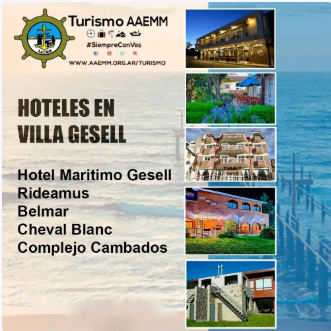 Turismo AAEMM
#SiempreConVos
WWW.AAEMM.ORG.AR/TURISMO
HOTELES EN
VILLA GESELL
Hotel Maritimo Gesell
Rideamus
Belmar
Cheval Blanc
Complejo Cambados